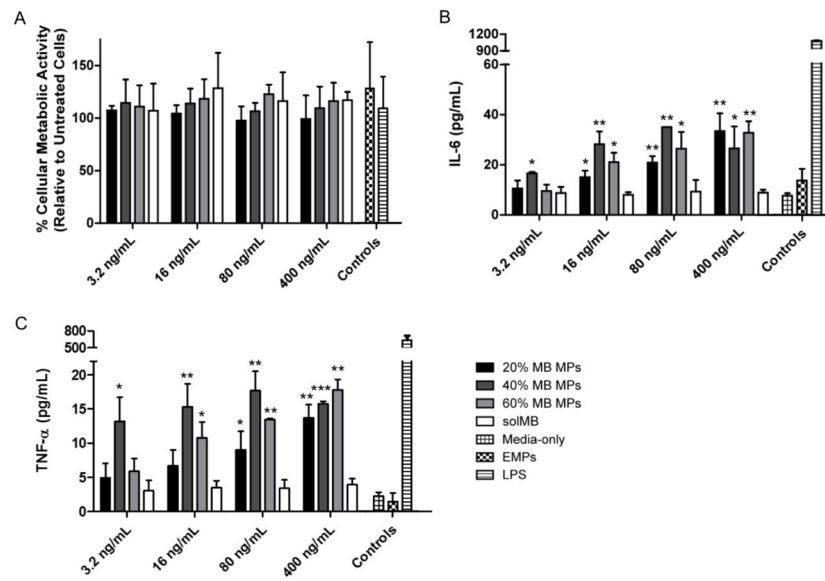 A
% Cellular Metabolic Activity
(Relative to Untreated Cells)
150
100
50
0
3.2 ng/mL
16 ng/mL
80 ng/mL
400 ng/mL
Controls
B
IL-6 (pg/mL)
1200
900
60
40
20
0
*
*
**
*
**
**
*
**
*
**
3.2 ng/mL
16 ng/mL
80 ng/mL
400 ng/mL
Controls
C
TNF-α (pg/mL)
800
500
20
15
10
5
0
*
**
*
*
**
**
**
***
**
3.2 ng/mL
16 ng/mL
80 ng/mL
400 ng/mL
Controls
20% MB MPs
40% MB MPs
60% MB MPs
solMB
Media-only
EMPs
LPS